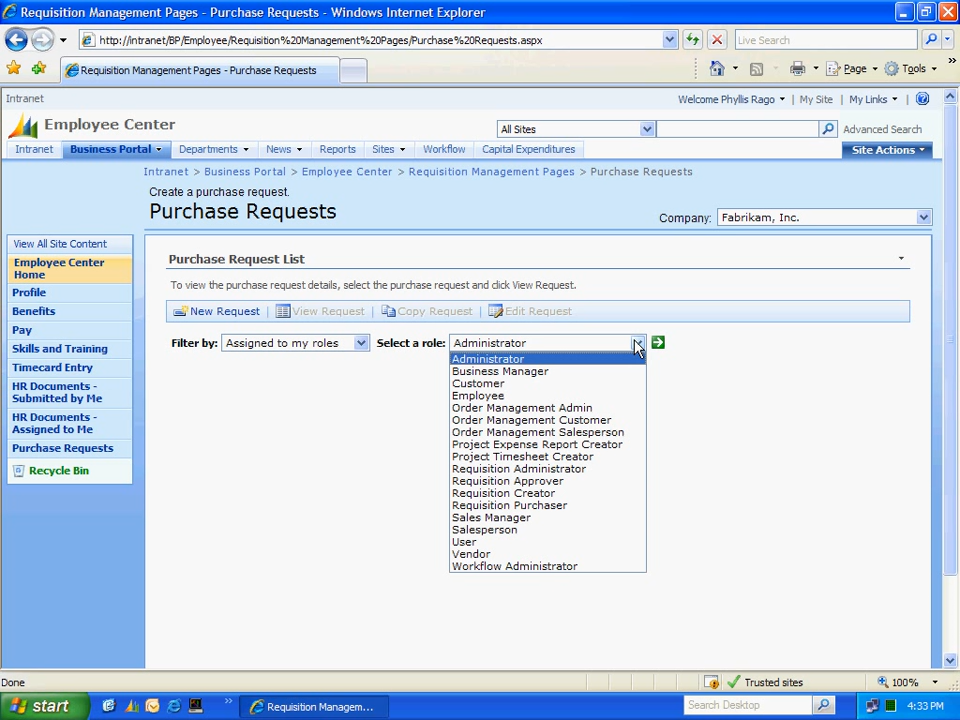 Requisition Management Pages - Purchase Requests - Windows Internet Explorer
http://intranet/BP/Employee/Requisition%20Management%20Pages/Purchase%20Requests.aspx
Live Search
Requisition Management Pages - Purchase Requests
Page
Tools
Intranet
Welcome Phyllis Rago
My Site
My Links
Employee Center
All Sites
Advanced Search
Intranet
Business Portal
Departments
News
Reports
Sites
Workflow
Capital Expenditures
Site Actions
Intranet > Business Portal > Employee Center > Requisition Management Pages > Purchase Requests
Create a purchase request.
Purchase Requests
Company:
Fabrikam, Inc.
View All Site Content
Employee Center
Home
Profile
Benefits
Pay
Skills and Training
Timecard Entry
HR Documents -
Submitted by Me
HR Documents -
Assigned to Me
Purchase Requests
Recycle Bin
Purchase Request List
To view the purchase request details, select the purchase request and click View Request.
New Request
View Request
Copy Request
Edit Request
Filter by:
Assigned to my roles
Select a role:
Administrator
Administrator
Business Manager
Customer
Employee
Order Management Admin
Order Management Customer
Order Management Salesperson
Project Expense Report Creator
Project Timesheet Creator
Requisition Administrator
Requisition Approver
Requisition Creator
Requisition Purchaser
Sales Manager
Salesperson
User
Vendor
Workflow Administrator
Done
Trusted sites
100%
start
Requisition Managem...
Search Desktop
4:33 PM